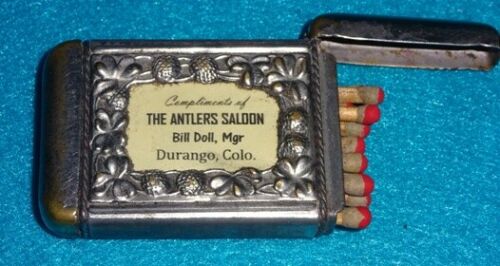 Compliments of
THE ANTLERS SALOON
Bill Doll, Mgr
Durango, Colo.